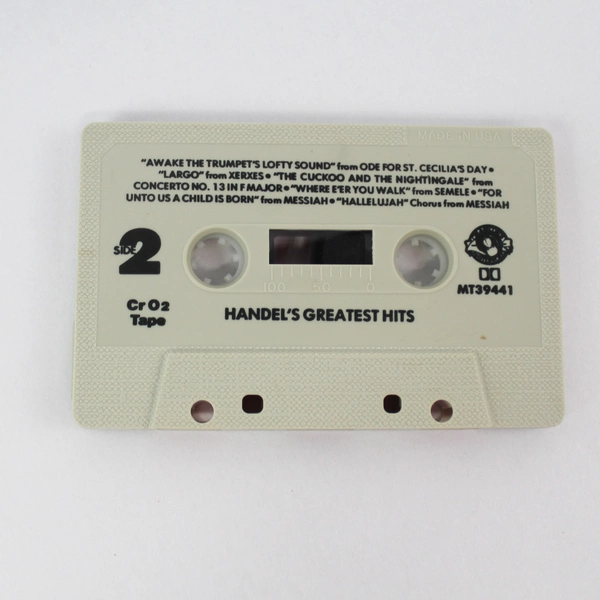 MADE IN U.S.A.
"AWAKE THE TRUMPET'S LOFTY SOUND" from ODE FOR ST. CECILIA'S DAY •
"LARGO" from XERXES • "THE CUCKOO AND THE NIGHTINGALE" from
CONCERTO NO. 13 IN F MAJOR • "WHERE E'ER YOU WALK" from SEMELE • "FOR
UNTO US A CHILD IS BORN" from MESSIAH • "HALLELUJAH" Chorus from MESSIAH
SIDE 2
100 50 0
MT39441
Cr O2
Tape
HANDEL'S GREATEST HITS